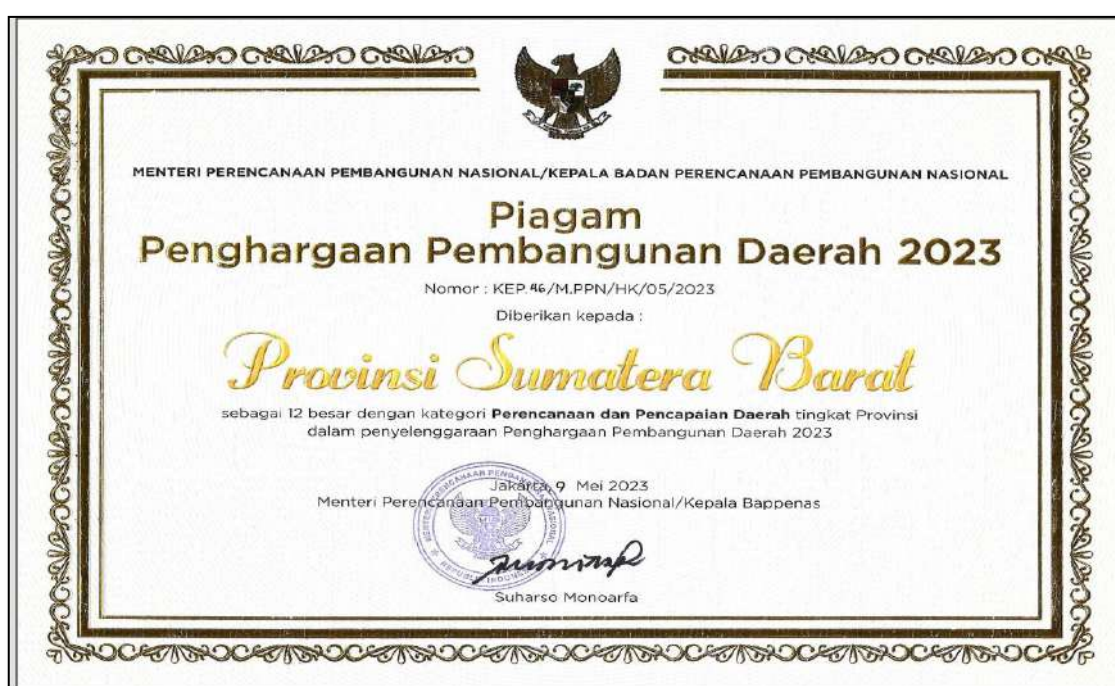 MENTERI PERENCANAAN PEMBANGUNAN NASIONAL/KEPALA BADAN PERENCANAAN PEMBANGUNAN NASIONAL
Piagam
Penghargaan Pembangunan Daerah 2023
Nomor : KEP.46/M.PPN/HK/05/2023
Diberikan kepada :
Provinsi Sumatera Barat
sebagai 12 besar dengan kategori Perencanaan dan Pencapaian Daerah tingkat Provinsi
dalam penyelenggaraan Penghargaan Pembangunan Daerah 2023
Jakarta, 9 Mei 2023
Menteri Perencanaan Pembangunan Nasional/Kepala Bappenas
REPUBLIK INDONESIA
Suharso Monoarfa